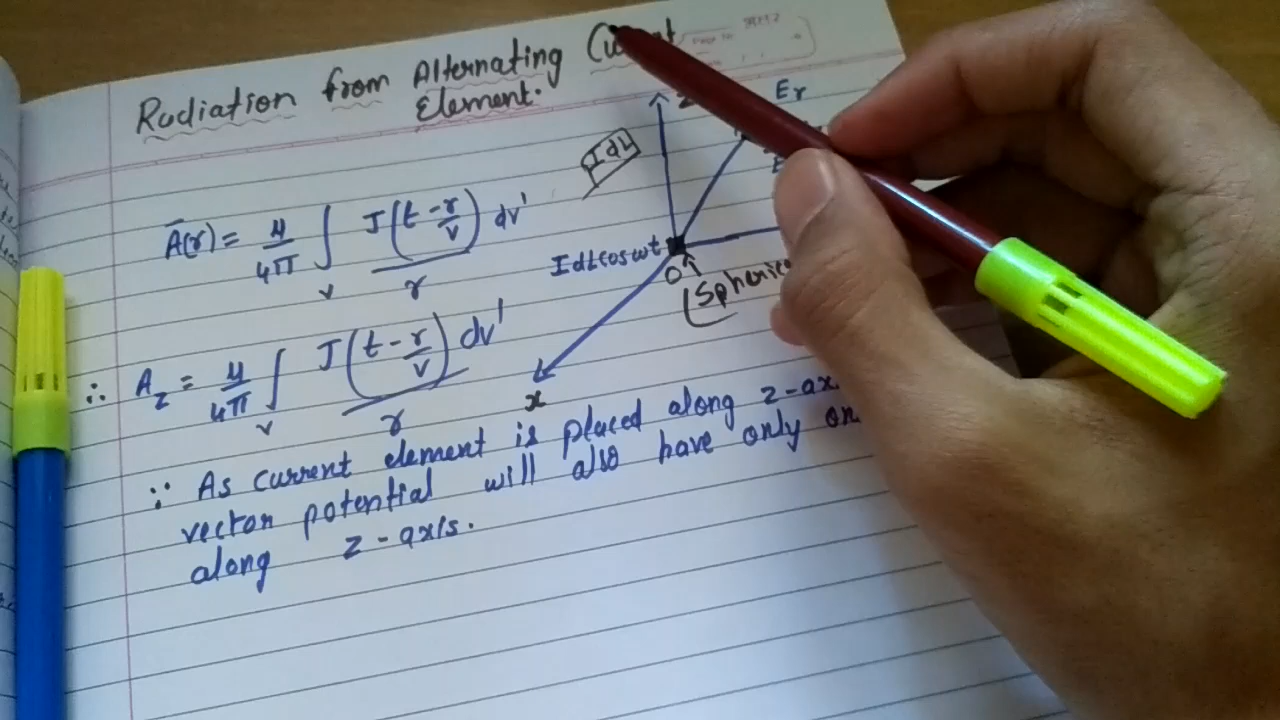 Radiation from Alternating Current
Element.
Er
Z
IdL
Ā(r) = μ/4π ∫v J(t - r/v)/r dv'
IdLcosωt
O
(Spheric
∴ Az = μ/4π ∫v J(t - r/v)/r dv'
x
∵ As current element is placed along z-ax
vector potential will also have only on
along z-axis.